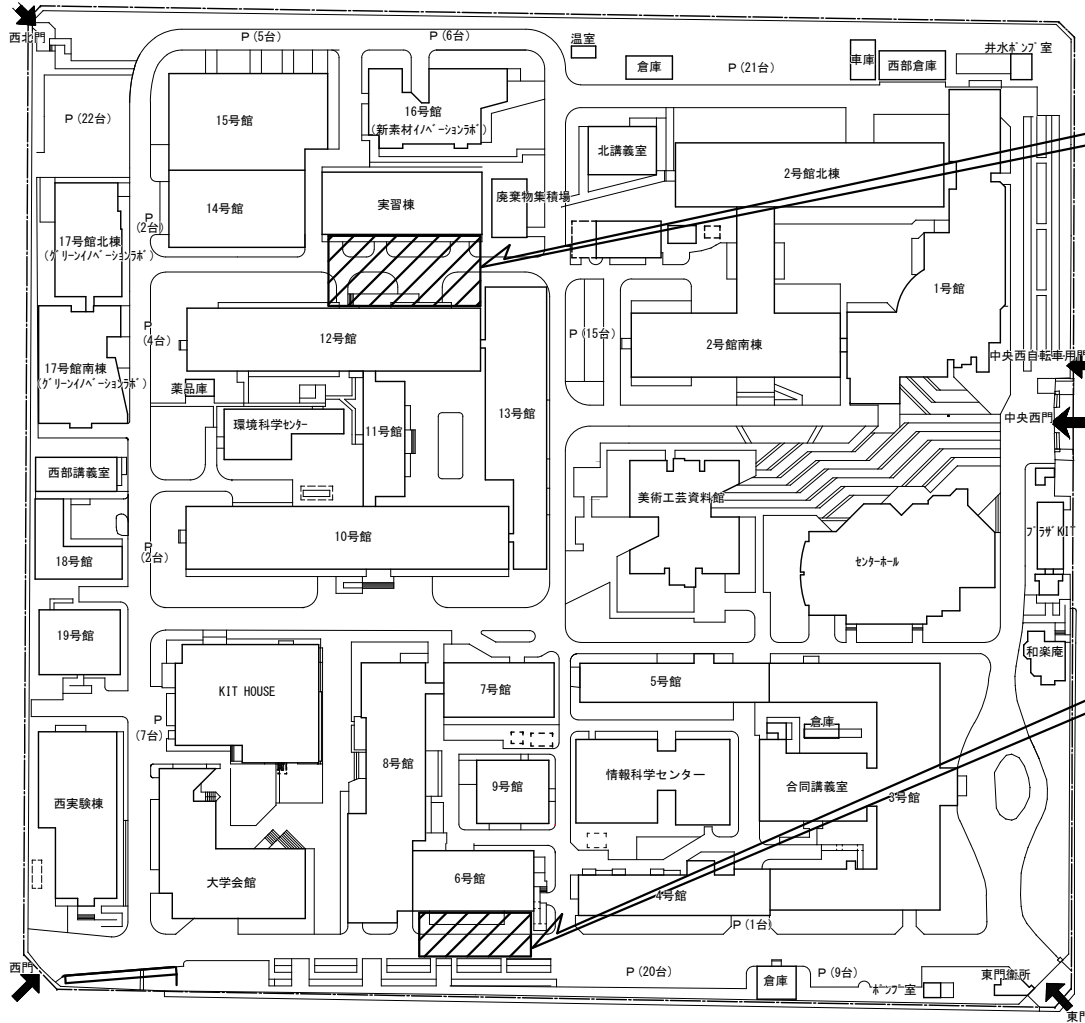 西北門
P (5台)
P (6台)
温室
倉庫
P (21台)
車庫
西部倉庫
井水ポンプ室
P (22台)
15号館
16号館
(新素材イノベーションラボ)
北講義室
2号館北棟
14号館
実習棟
廃棄物集積場
P
(2台)
17号館北棟
(グリーンイノベーションラボ)
1号館
P
(4台)
12号館
P (15台)
2号館南棟
中央西自転車用門
17号館南棟
(グリーンイノベーションラボ)
薬品庫
13号館
中央西門
環境科学センター
11号館
西部講義室
美術工芸資料館
10号館
P
(2台)
18号館
センターホール
プラザKIT
19号館
和楽庵
KIT HOUSE
7号館
5号館
P
(7台)
倉庫
8号館
情報科学センター
9号館
合同講義室
3号館
西実験棟
大学会館
6号館
4号館
P (1台)
西門
P (20台)
倉庫
P (9台)
ポンプ室
東門衛所
東門